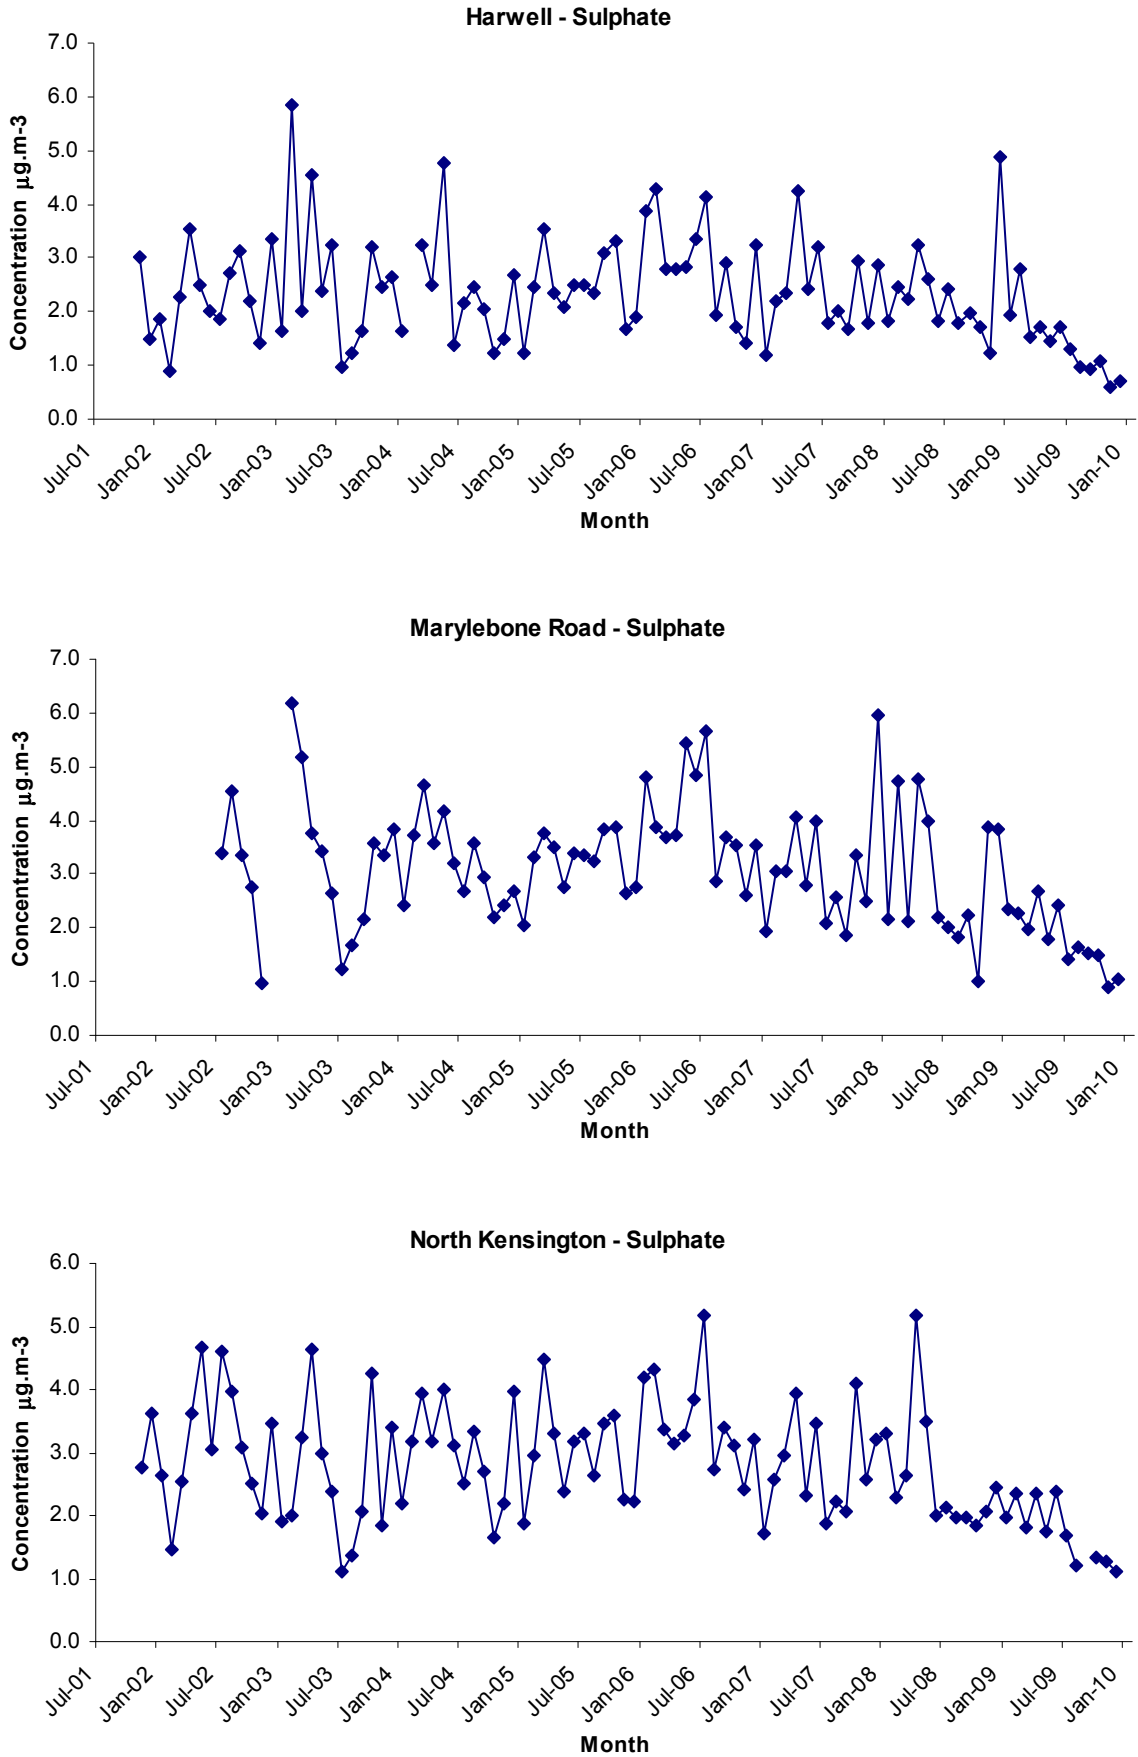 Harwell - Sulphate
7.0
6.0
5.0
4.0
3.0
2.0
1.0
0.0
Concentration µg.m-3
Jul-01 Jan-02 Jul-02 Jan-03 Jul-03 Jan-04 Jul-04 Jan-05 Jul-05 Jan-06 Jul-06 Jan-07 Jul-07 Jan-08 Jul-08 Jan-09 Jul-09 Jan-10
Month
Marylebone Road - Sulphate
7.0
6.0
5.0
4.0
3.0
2.0
1.0
0.0
Concentration µg.m-3
Jul-01 Jan-02 Jul-02 Jan-03 Jul-03 Jan-04 Jul-04 Jan-05 Jul-05 Jan-06 Jul-06 Jan-07 Jul-07 Jan-08 Jul-08 Jan-09 Jul-09 Jan-10
Month
North Kensington - Sulphate
6.0
5.0
4.0
3.0
2.0
1.0
0.0
Concentration µg.m-3
Jul-01 Jan-02 Jul-02 Jan-03 Jul-03 Jan-04 Jul-04 Jan-05 Jul-05 Jan-06 Jul-06 Jan-07 Jul-07 Jan-08 Jul-08 Jan-09 Jul-09 Jan-10
Month